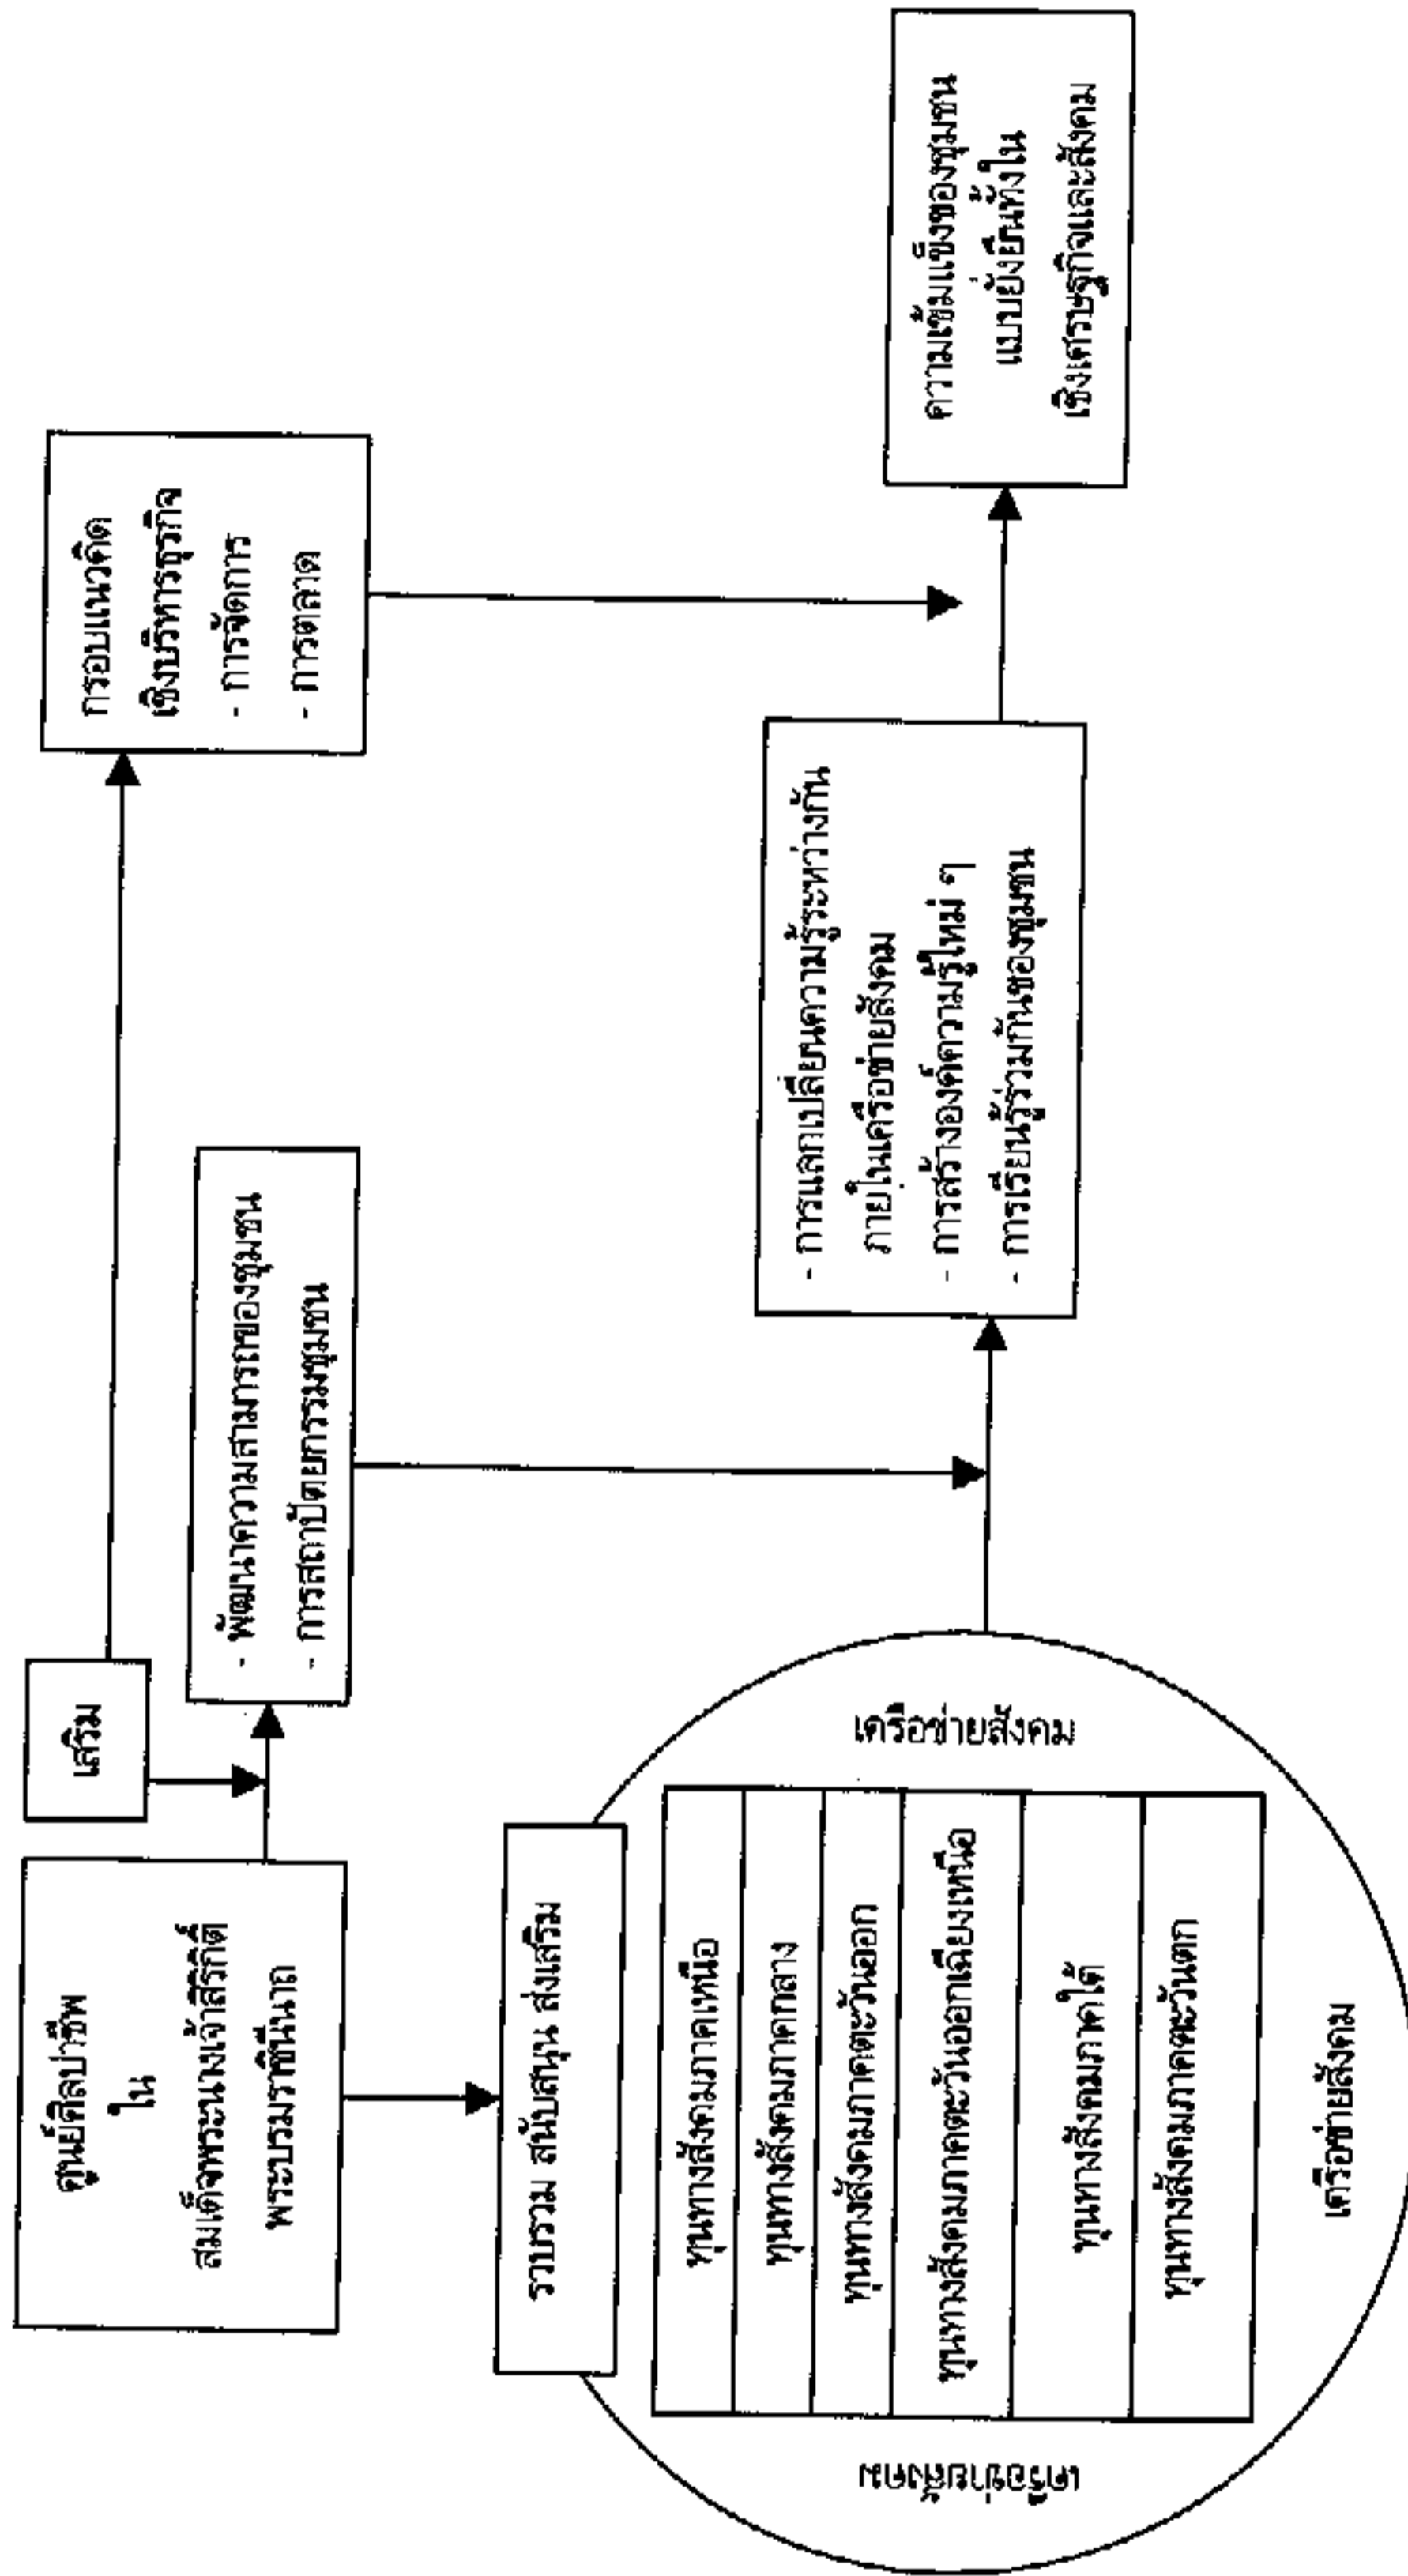 ศูนย์ศิลปาชีพ
ใน
สมเด็จพระนางเจ้าสิริกิติ์
พระบรมราชินีนาถ
เสริม
- พัฒนาความสามารถของชุมชน
- การสถาปัตยกรรมชุมชน
กรอบแนวคิด
เชิงบริหารธุรกิจ
- การจัดการ
- การตลาด
รวบรวม สนับสนุน ส่งเสริม
ทุนทางสังคมภาคเหนือ
ทุนทางสังคมภาคกลาง
ทุนทางสังคมภาคตะวันออก
ทุนทางสังคมภาคตะวันออกเฉียงเหนือ
ทุนทางสังคมภาคใต้
ทุนทางสังคมภาคตะวันตก
เครือข่ายสังคม
เครือข่ายสังคม
เครือข่ายสังคม
- การแลกเปลี่ยนความรู้ระหว่างกัน
ภายในเครือข่ายสังคม
- การสร้างองค์ความรู้ใหม่ ๆ
- การเรียนรู้ร่วมกันของชุมชน
ความเข้มแข็งของชุมชน
แบบยั่งยืนทั้งใน
เชิงเศรษฐกิจและสังคม